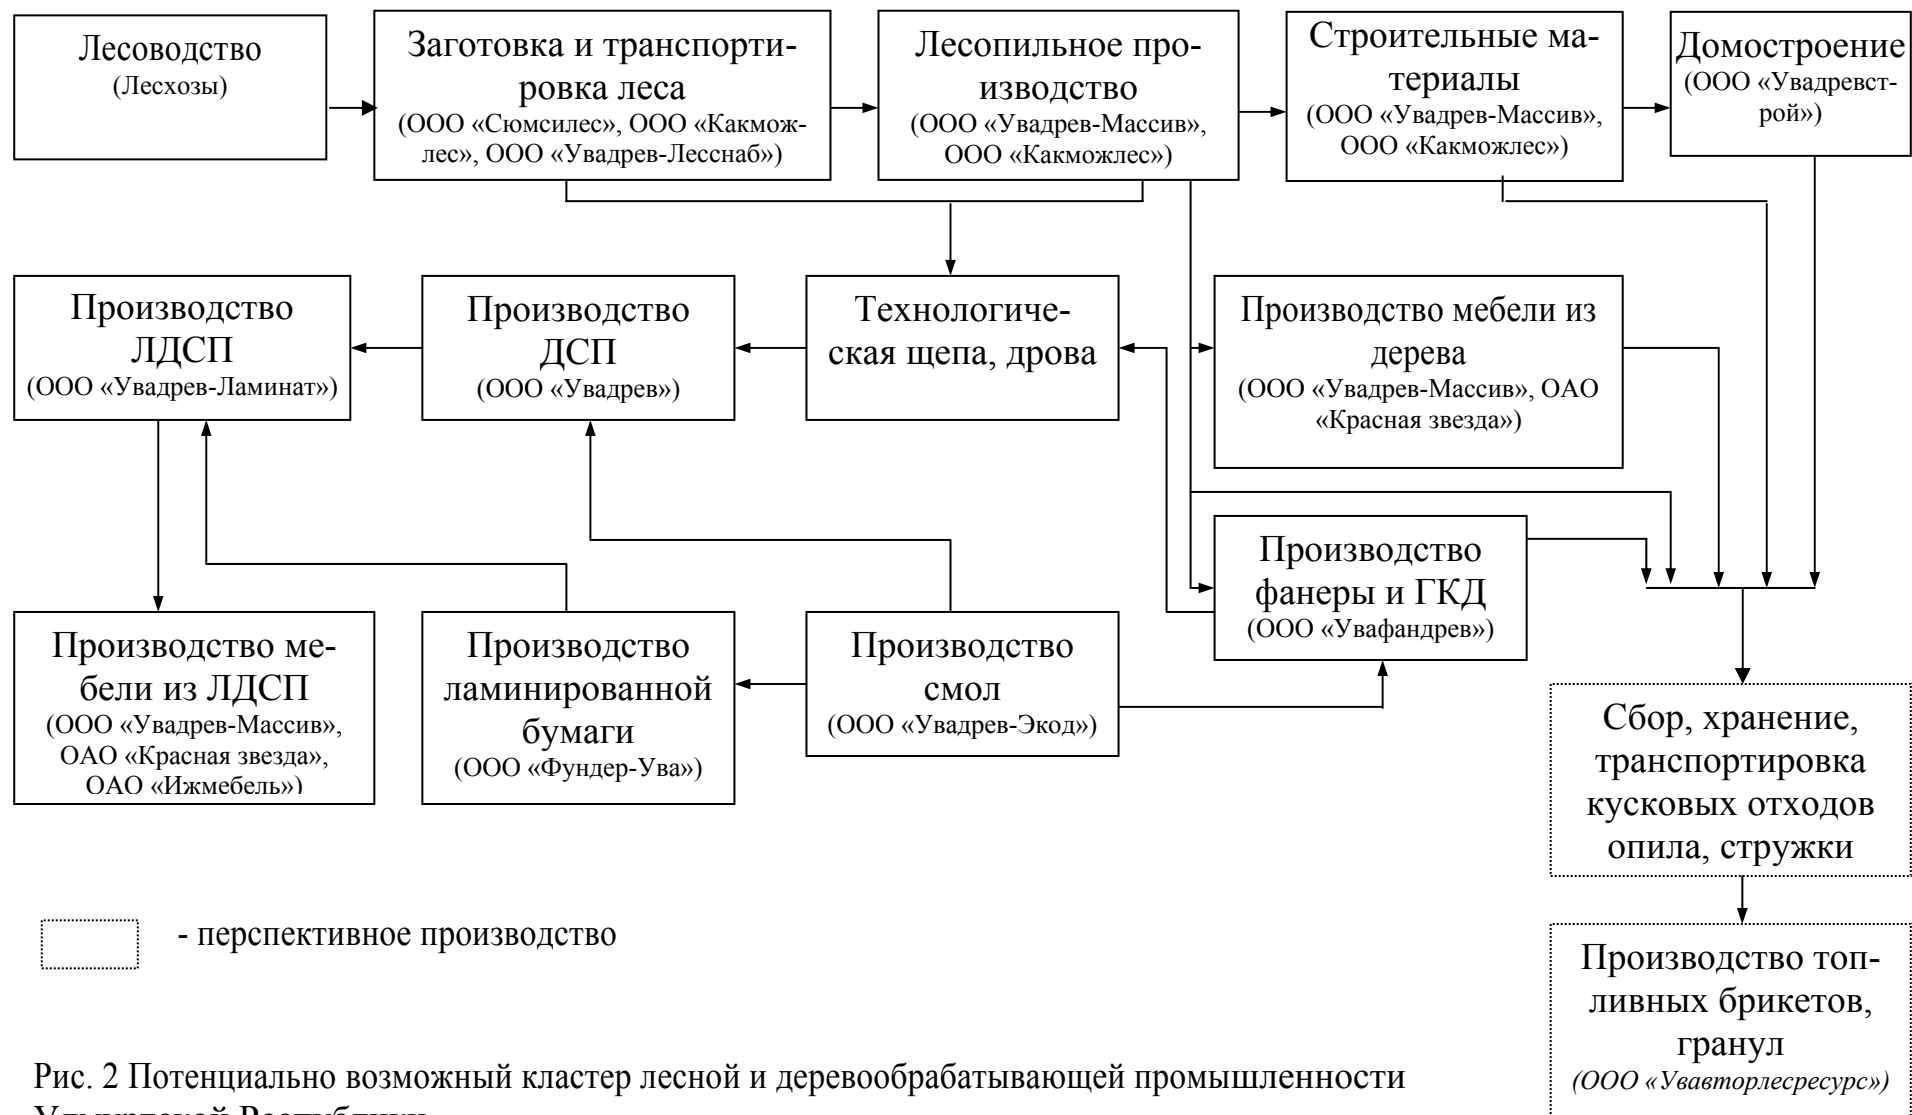 Лесоводство
(Лесхозы)
Заготовка и транспорти-
ровка леса
(ООО «Сюмсилес», ООО «Какмож-
лес», ООО «Увадрев-Лесснаб»)
Лесопильное про-
изводство
(ООО «Увадрев-Массив»,
ООО «Какможлес»)
Строительные ма-
териалы
(ООО «Увадрев-Массив»,
ООО «Какможлес»)
Домостроение
(ООО «Увадревст-
рой»)
Производство
ЛДСП
(ООО «Увадрев-Ламинат»)
Производство
ДСП
(ООО «Увадрев»)
Технологиче-
ская щепа, дрова
Производство мебели из
дерева
(ООО «Увадрев-Массив», ОАО
«Красная звезда»)
Производство
фанеры и ГКД
(ООО «Увафандрев»)
Производство ме-
бели из ЛДСП
(ООО «Увадрев-Массив»,
ОАО «Красная звезда»,
ОАО «Ижмебель»)
Производство
ламинированной
бумаги
(ООО «Фундер-Ува»)
Производство
смол
(ООО «Увадрев-Экод»)
Сбор, хранение,
транспортировка
кусковых отходов
опила, стружки
- перспективное производство
Производство топ-
ливных брикетов,
гранул
(ООО «Увавторлесресурс»)
Рис. 2 Потенциально возможный кластер лесной и деревообрабатывающей промышленности